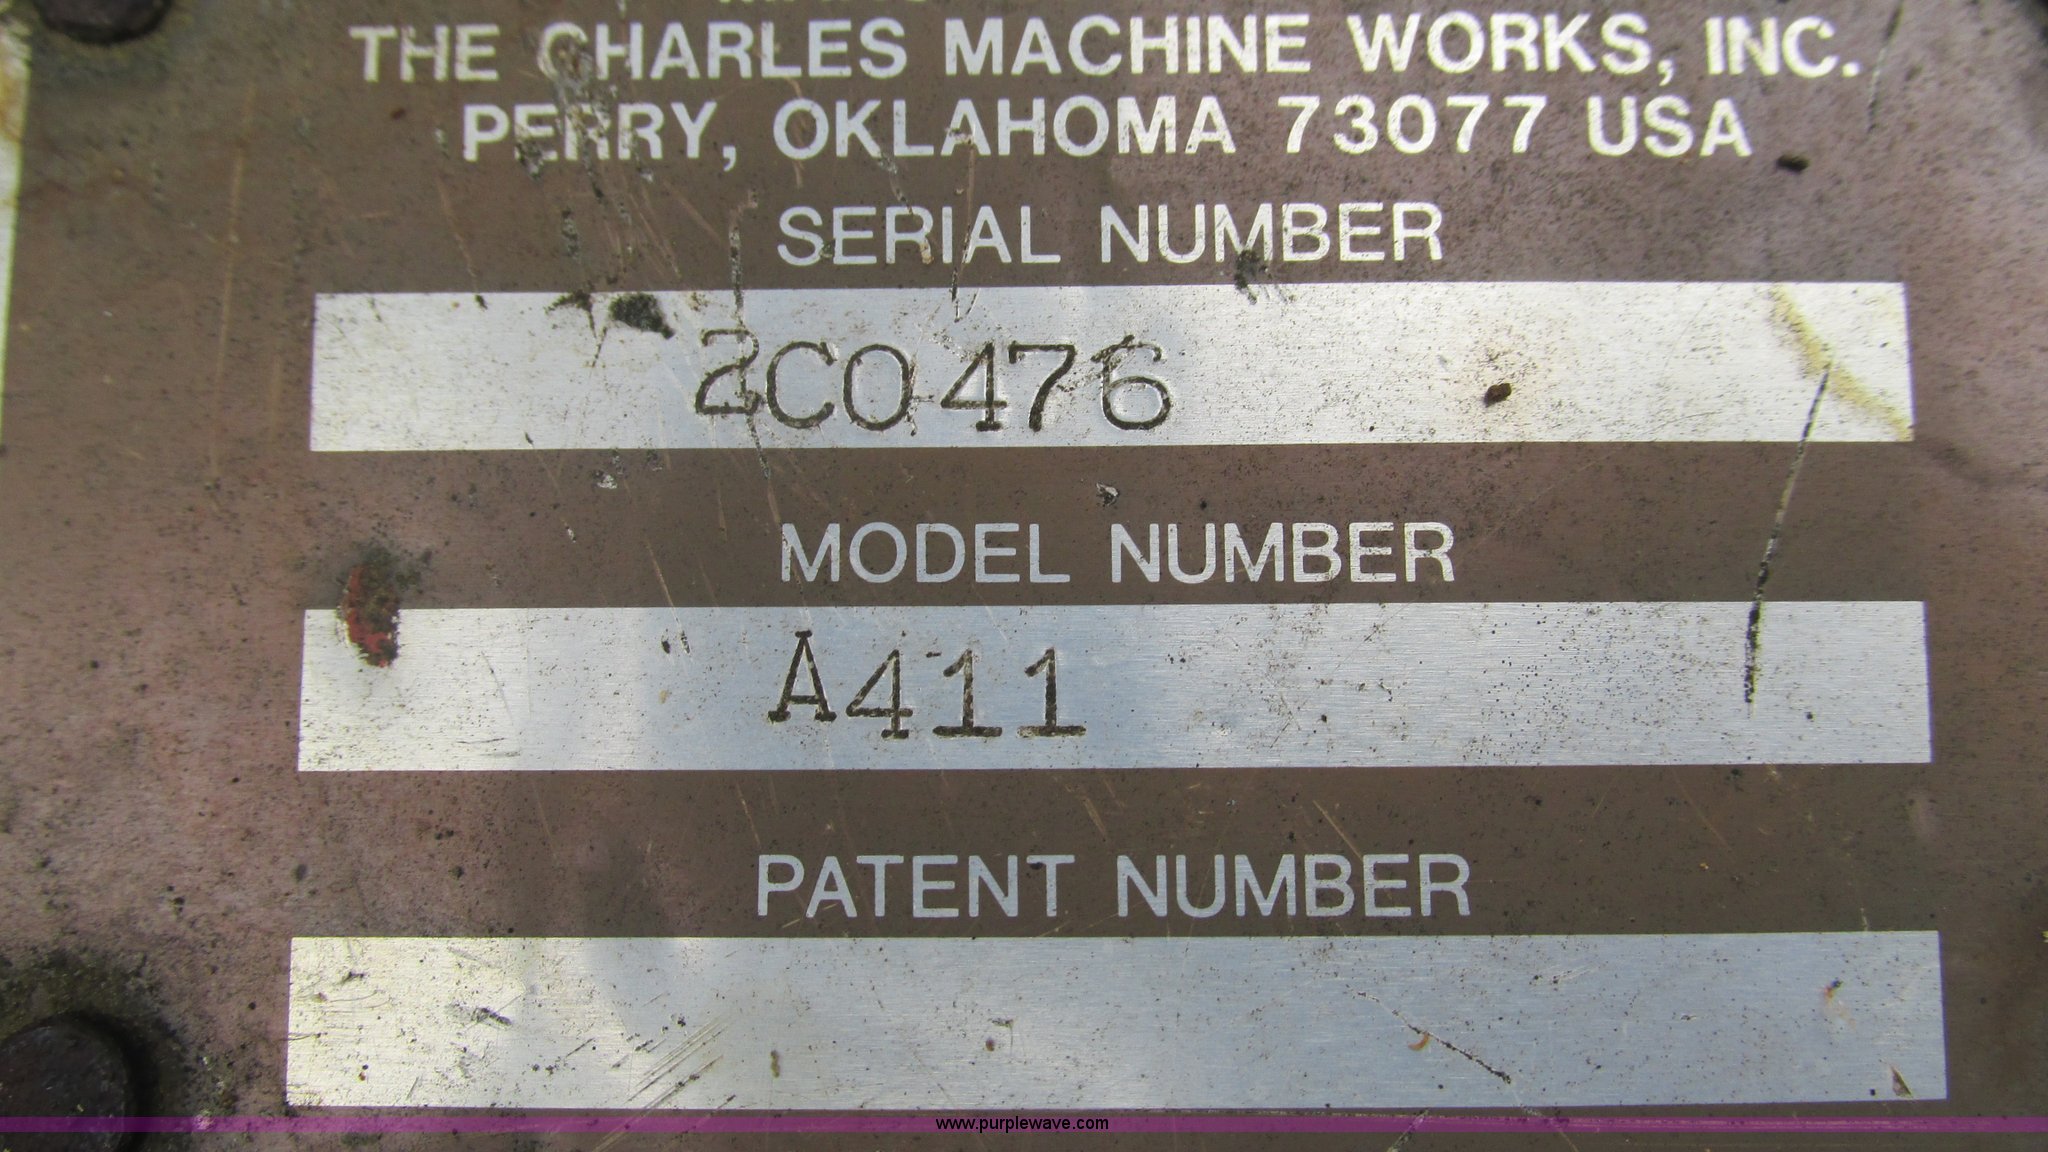 THE CHARLES MACHINE WORKS, INC.
PERRY, OKLAHOMA 73077 USA
SERIAL NUMBER
2C0476
MODEL NUMBER
A411
PATENT NUMBER
www.purplewave.com